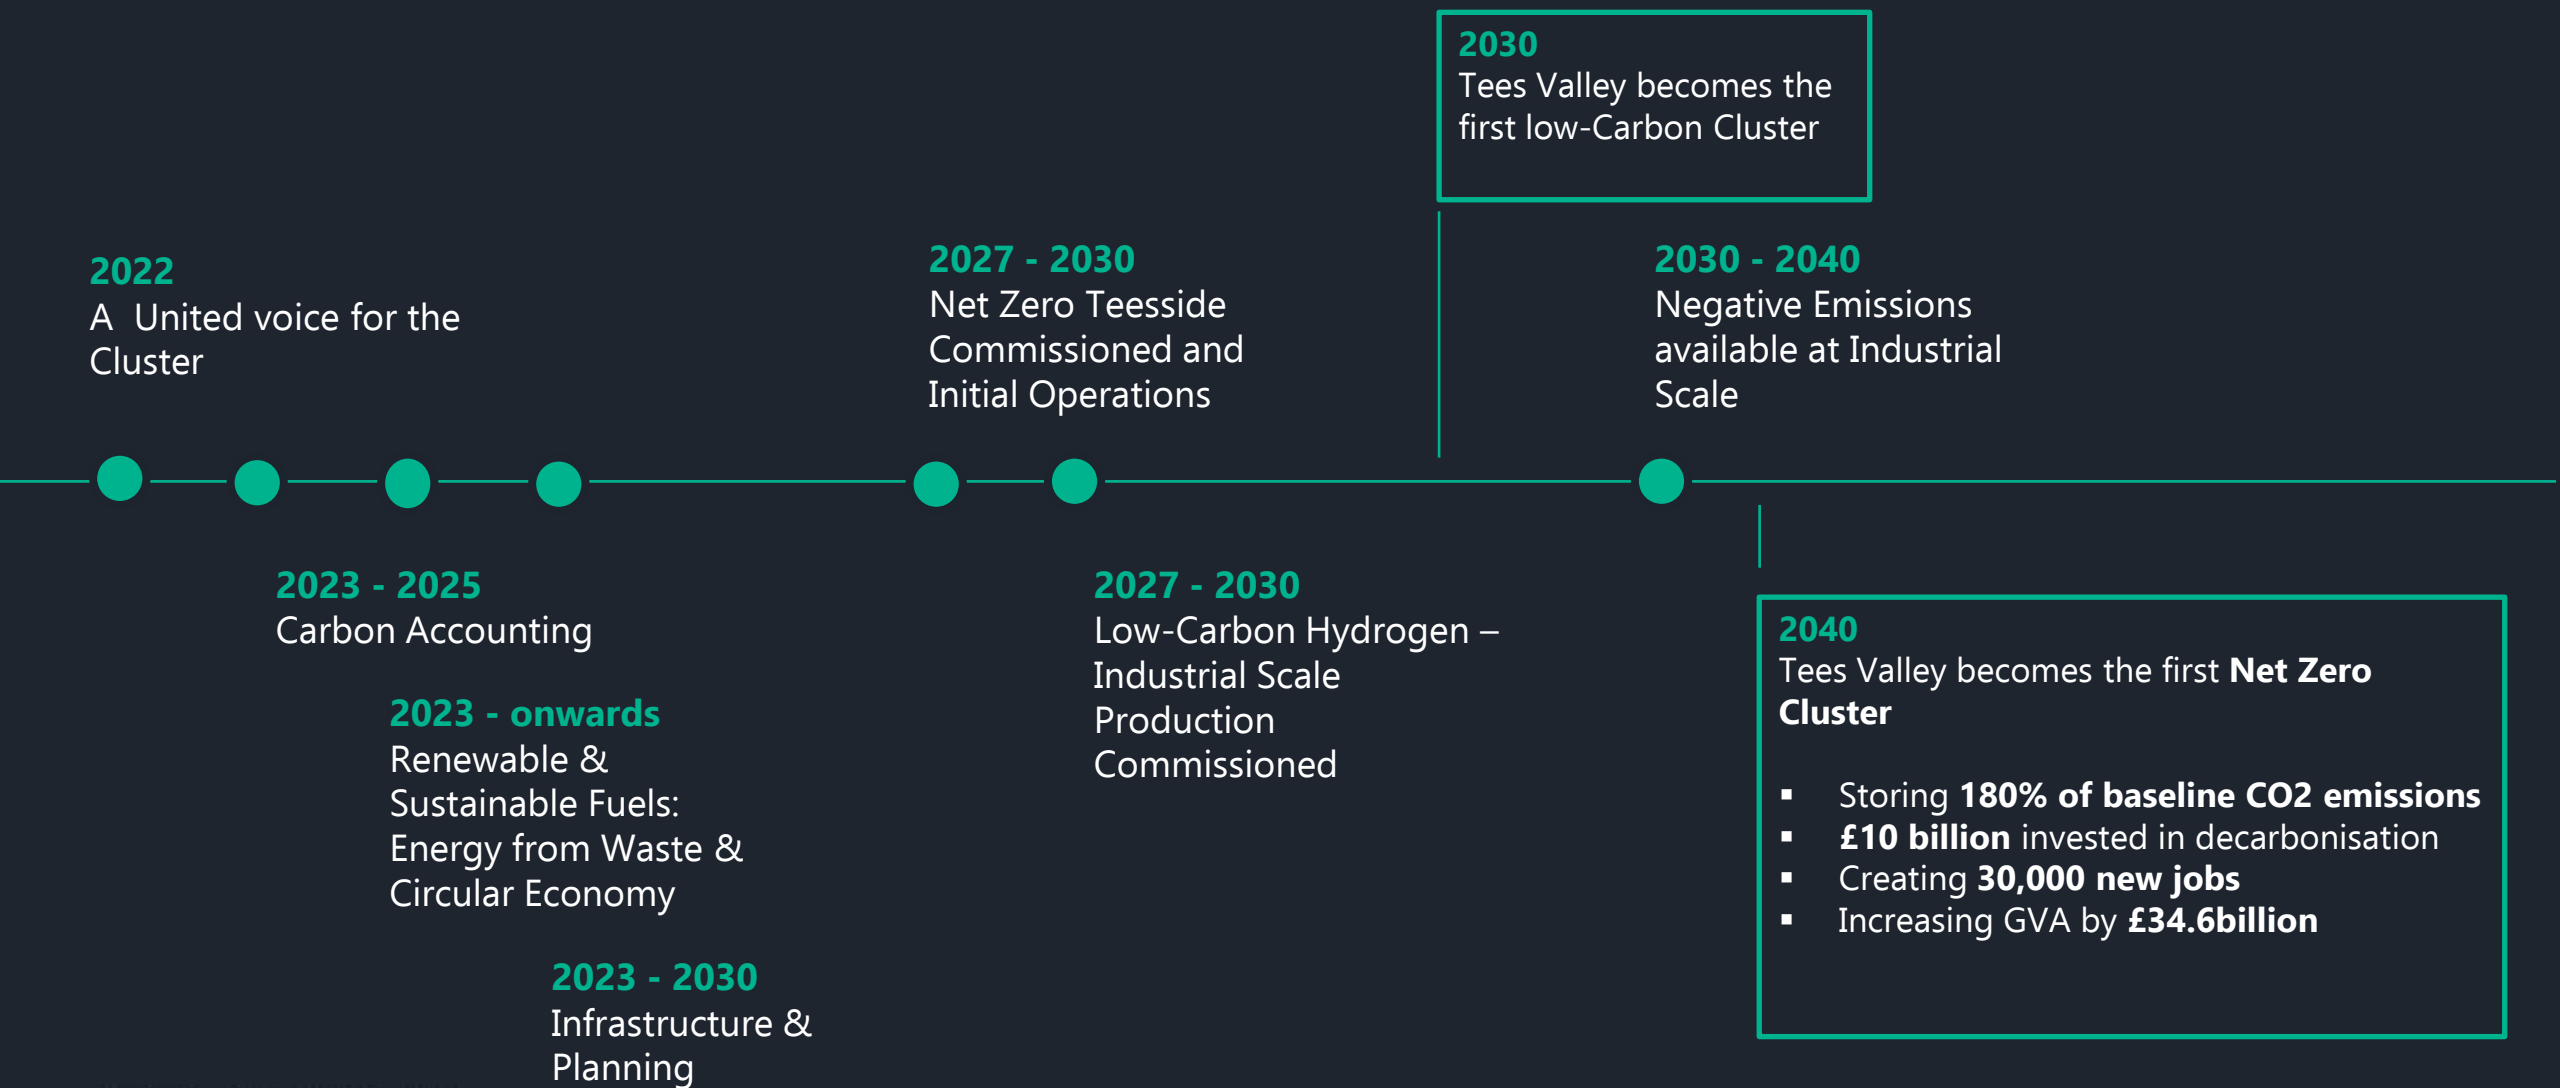 2030
Tees Valley becomes the
first low-Carbon Cluster
2022
A  United voice for the
Cluster
2027 - 2030
Net Zero Teesside
Commissioned and
Initial Operations
2030 - 2040
Negative Emissions
available at Industrial
Scale
2023 - 2025
Carbon Accounting
2023 - onwards
Renewable &
Sustainable Fuels:
Energy from Waste &
Circular Economy
2023 - 2030
Infrastructure &
Planning
2027 - 2030
Low-Carbon Hydrogen –
Industrial Scale
Production
Commissioned
2040
Tees Valley becomes the first Net Zero
Cluster
▪ Storing 180% of baseline CO2 emissions
▪ £10 billion invested in decarbonisation
▪ Creating 30,000 new jobs
▪ Increasing GVA by £34.6billion